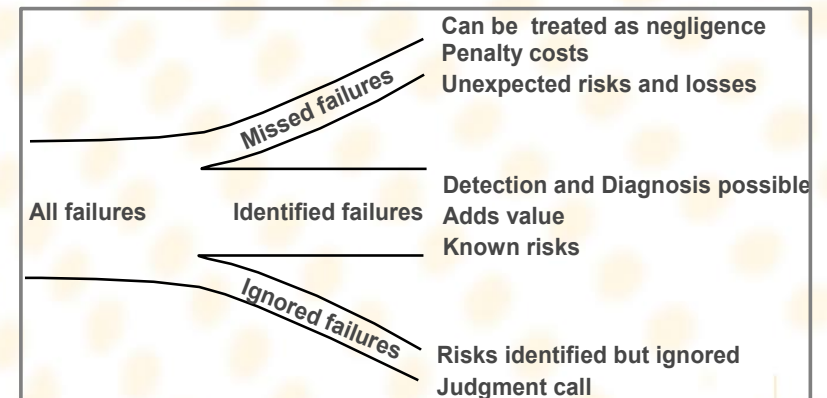 Can be treated as negligence
Penalty costs
Unexpected risks and losses
Missed failures
All failures
Identified failures
Detection and Diagnosis possible
Adds value
Known risks
Ignored failures
Risks identified but ignored
Judgment call